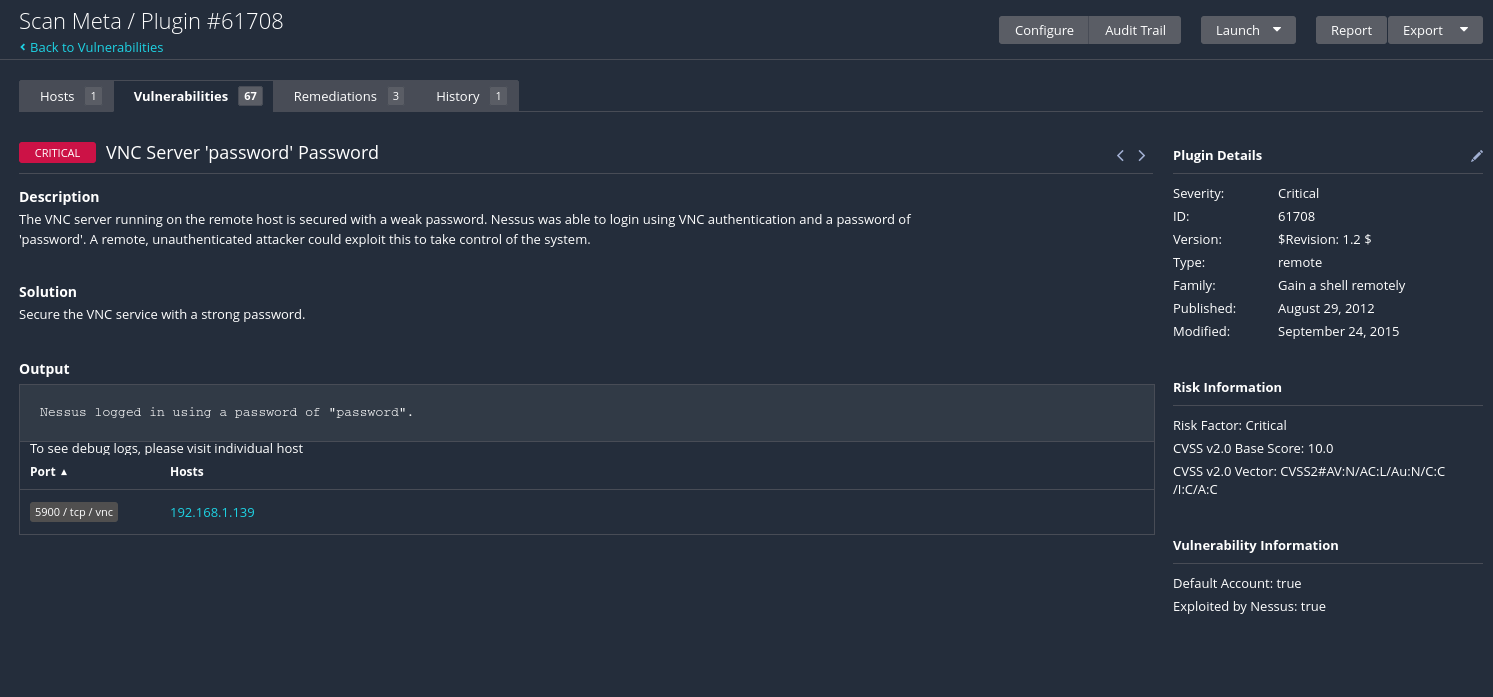 Scan Meta / Plugin #61708
Back to Vulnerabilities
Configure Audit Trail Launch Report Export
Hosts 1 Vulnerabilities 67 Remediations 3 History 1
CRITICAL VNC Server 'password' Password
Description
The VNC server running on the remote host is secured with a weak password. Nessus was able to login using VNC authentication and a password of
'password'. A remote, unauthenticated attacker could exploit this to take control of the system.
Solution
Secure the VNC service with a strong password.
Output
Nessus logged in using a password of "password".
To see debug logs, please visit individual host
Port ▲ Hosts
5900 / tcp / vnc 192.168.1.139
Plugin Details
Severity: Critical
ID: 61708
Version: $Revision: 1.2 $
Type: remote
Family: Gain a shell remotely
Published: August 29, 2012
Modified: September 24, 2015
Risk Information
Risk Factor: Critical
CVSS v2.0 Base Score: 10.0
CVSS v2.0 Vector: CVSS2#AV:N/AC:L/Au:N/C:C
/I:C/A:C
Vulnerability Information
Default Account: true
Exploited by Nessus: true